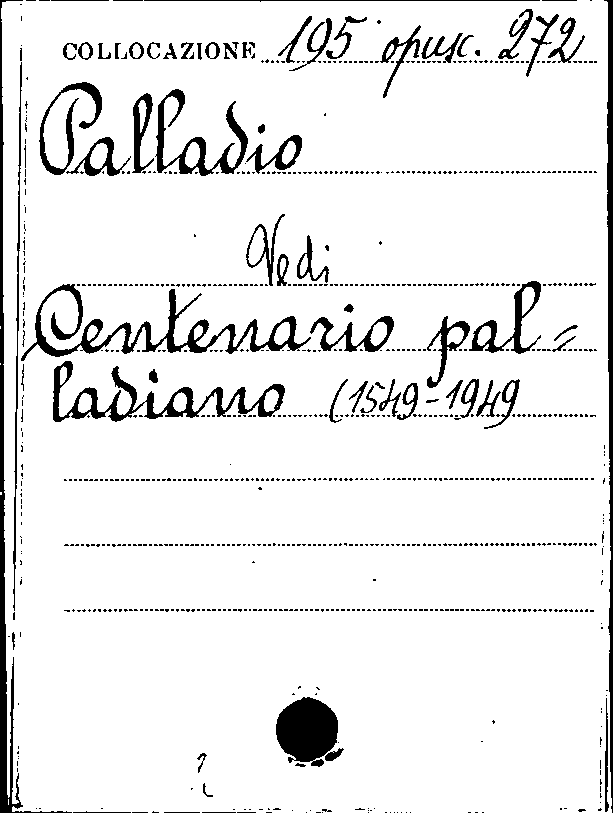 COLLOCAZIONE 195 opusc. 272
Palladio
Vedi
Centenario pal=
ladiano (1549-1949